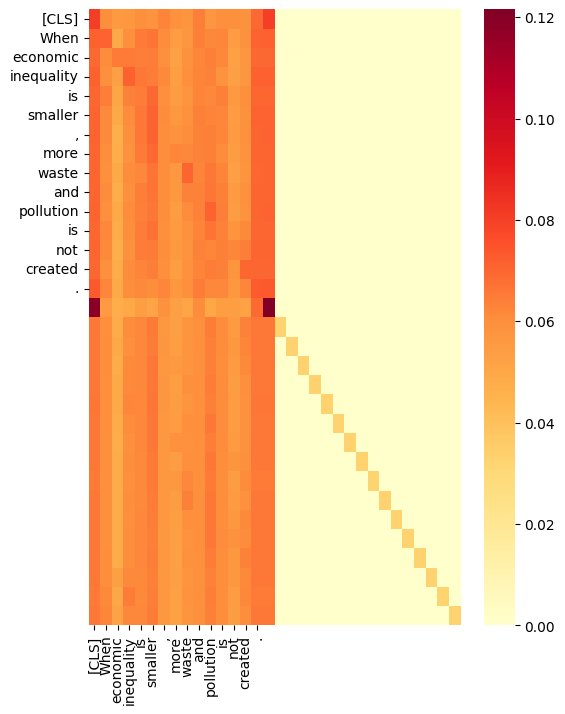 [CLS]
When
economic
inequality
is
smaller
,
more
waste
and
pollution
is
not
created
.
0.12
0.10
0.08
0.06
0.04
0.02
0.00
[CLS]
When
economic
inequality
is
smaller
,
more
waste
and
pollution
is
not
created
.